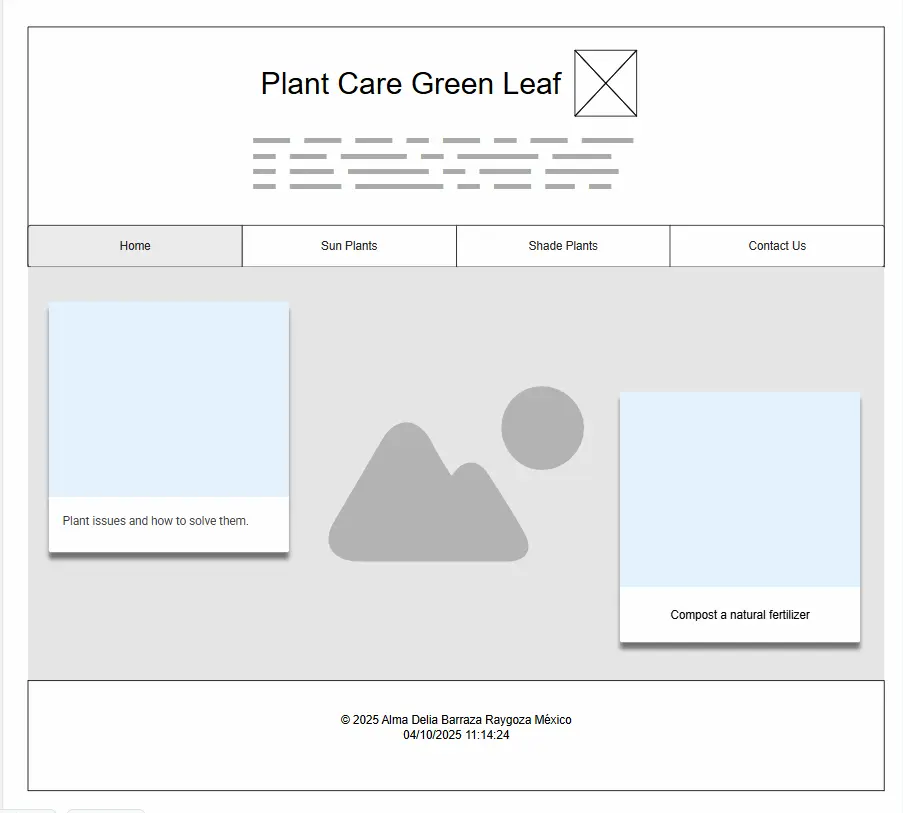 Plant Care Green Leaf
Home
Sun Plants
Shade Plants
Contact Us
Plant issues and how to solve them.
Compost a natural fertilizer
© 2025 Alma Delia Barraza Raygoza México
04/10/2025 11:14:24